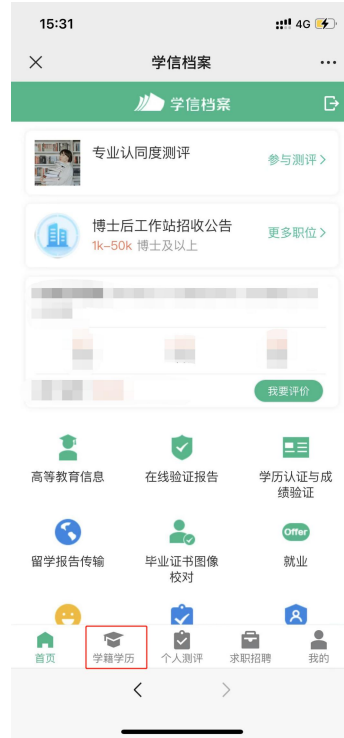 15:31
4G
学信档案
学信档案
专业认同度测评
参与测评 >
博士后工作站招收公告
1k–50k 博士及以上
更多职位 >
我要评价
高等教育信息
在线验证报告
学历认证与成
绩验证
Offer
留学报告传输
毕业证书图像
校对
就业
首页
学籍学历
个人测评
求职招聘
我的